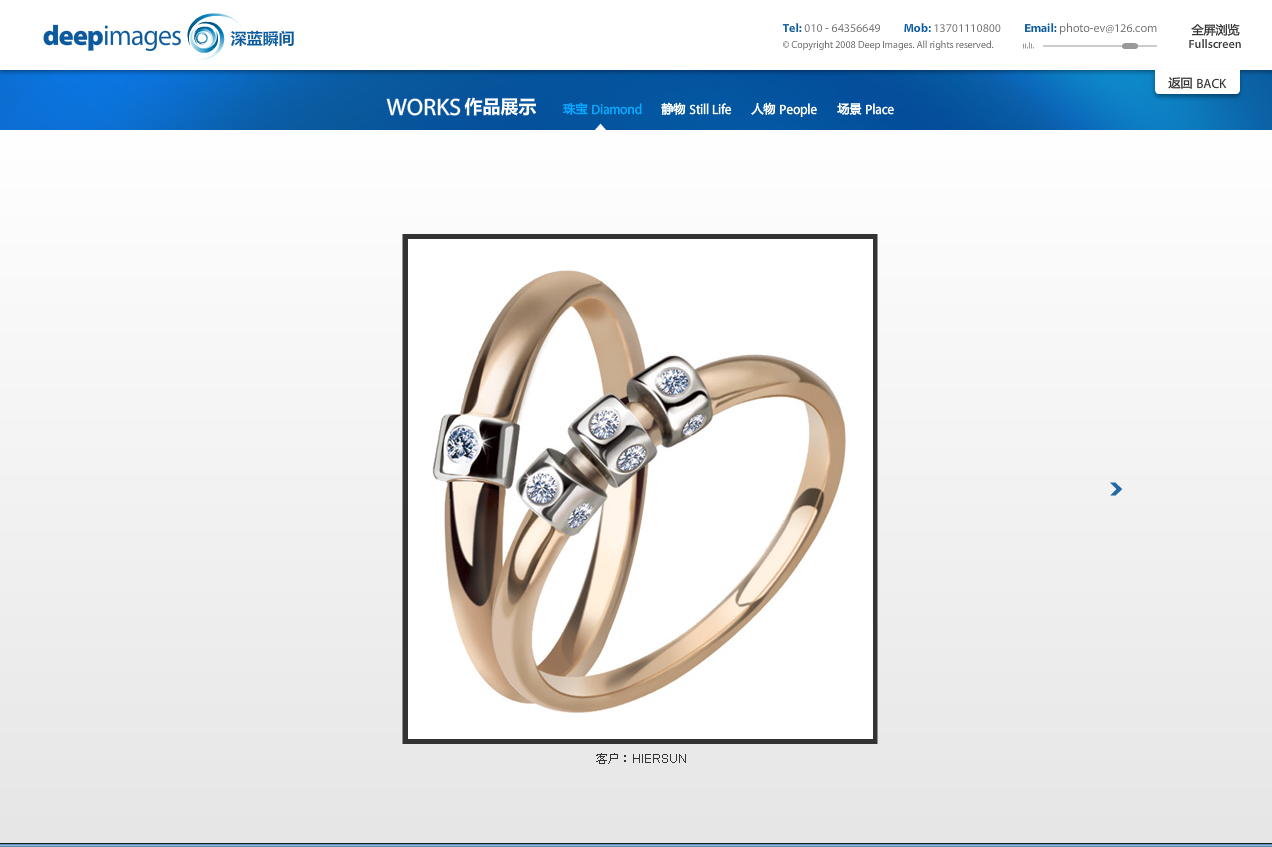 deepimages 深蓝瞬间
Tel: 010 - 64356649 Mob: 13701110800 Email: photo-ev@126.com
© Copyright 2008 Deep Images. All rights reserved.
全屏浏览
Fullscreen
返回 BACK
WORKS 作品展示 珠宝 Diamond 静物 Still Life 人物 People 场景 Place
客户：HIERSUN